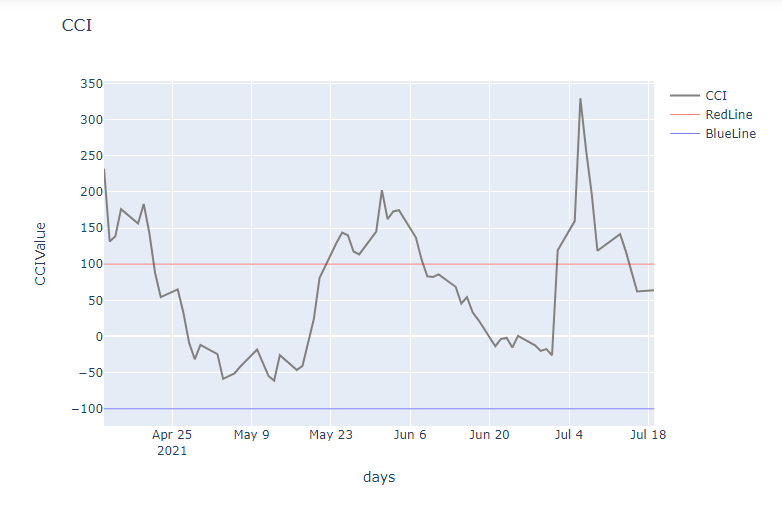 CCI
350
300
250
200
150
100
50
0
−50
−100
CCIValue
Apr 25
2021
May 9
May 23
Jun 6
Jun 20
Jul 4
Jul 18
days
CCI
RedLine
BlueLine